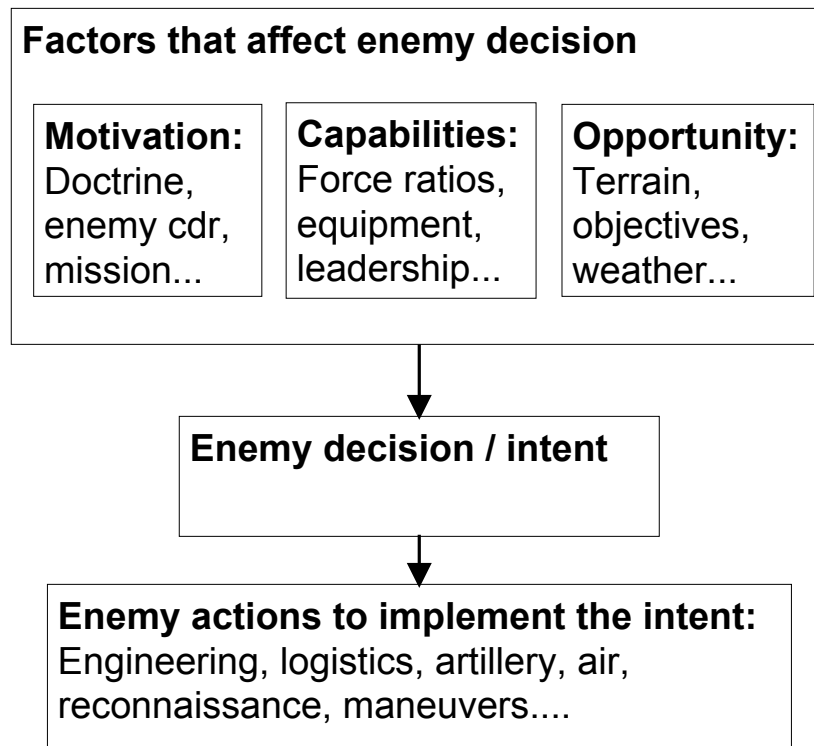 Factors that affect enemy decision
Motivation:
Doctrine,
enemy cdr,
mission...
Capabilities:
Force ratios,
equipment,
leadership...
Opportunity:
Terrain,
objectives,
weather...
Enemy decision / intent
Enemy actions to implement the intent:
Engineering, logistics, artillery, air,
reconnaissance, maneuvers....